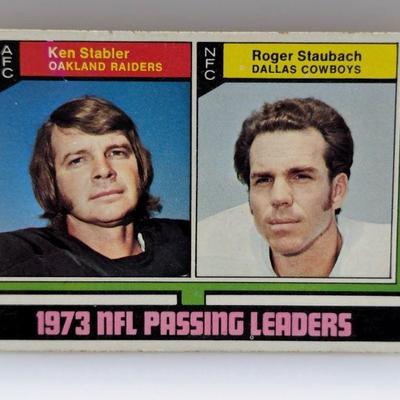 AFC
Ken Stabler
OAKLAND RAIDERS
NFC
Roger Staubach
DALLAS COWBOYS
1973 NFL PASSING LEADERS